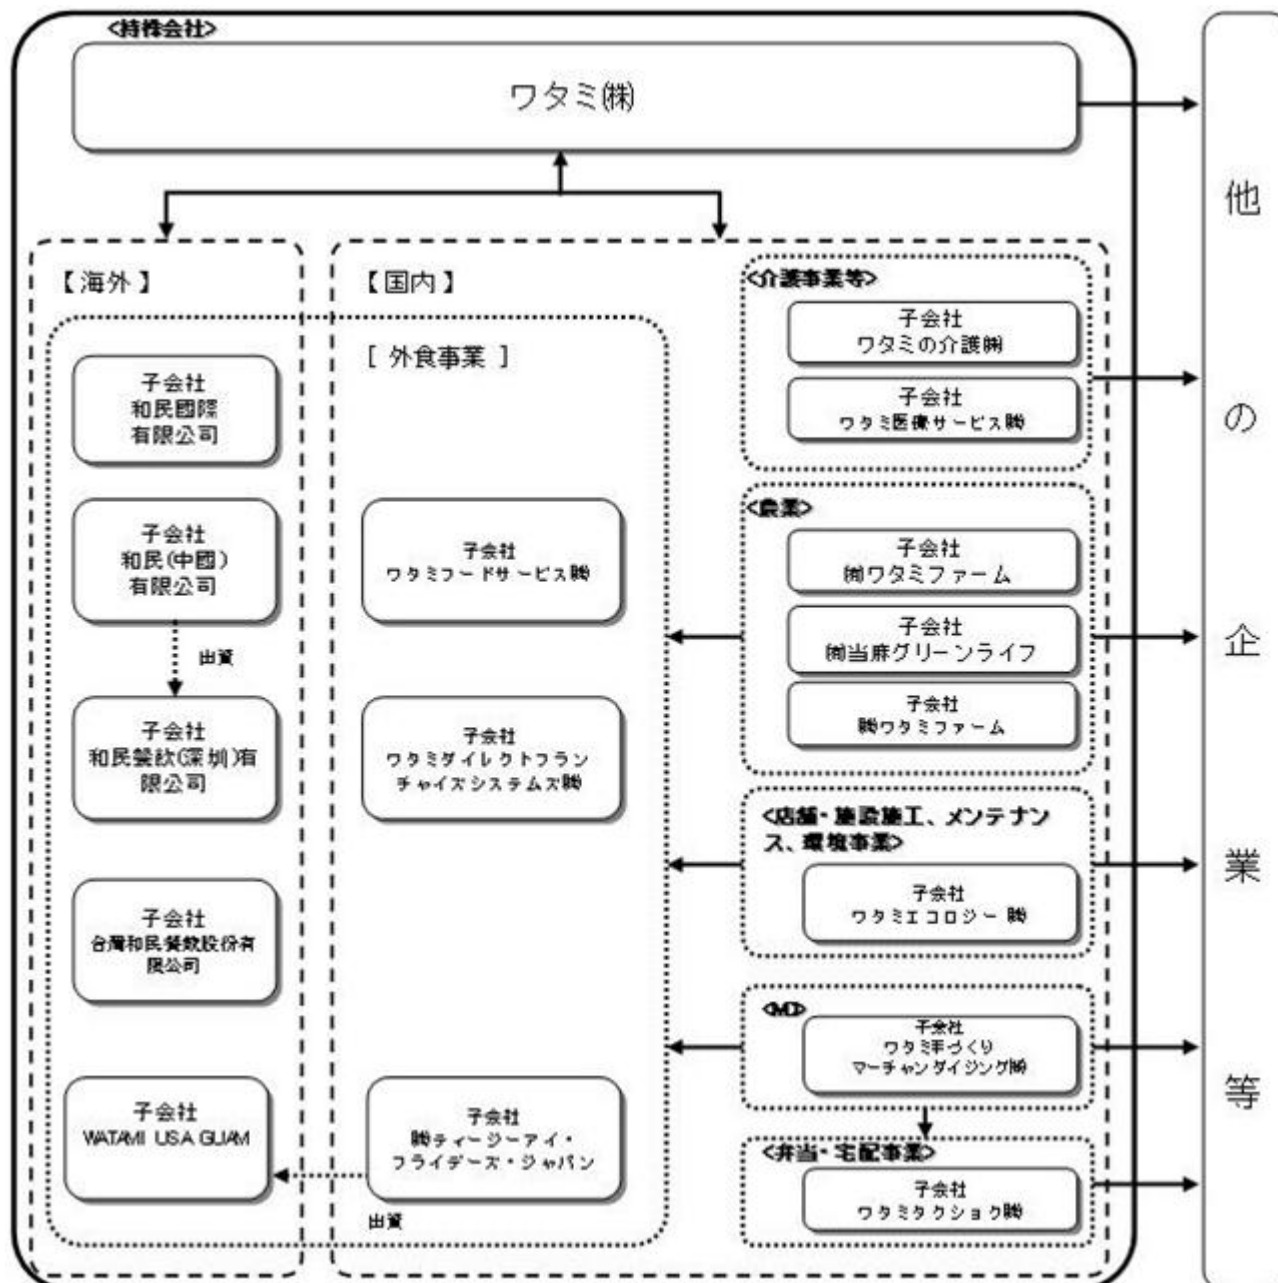 <持株会社>
ワタミ㈱
【海外】
子会社
和民國際
有限公司
子会社
和民(中國)
有限公司
出資
子会社
和民餐飲(深圳)有
限公司
子会社
台灣和民餐飲股份有
限公司
子会社
WATAMI USA GUAM
【国内】
[ 外食事業 ]
子会社
ワタミフードサービス㈱
子会社
ワタミダイレクトフラン
チャイズシステムズ㈱
子会社
㈱ティージーアイ・
フライデーズ・ジャパン
出資
<介護事業等>
子会社
ワタミの介護㈱
子会社
ワタミ医療サービス㈱
<農業>
子会社
㈲ワタミファーム
子会社
㈲当麻グリーンライフ
子会社
㈱ワタミファーム
<店舗・施設施工、メンテナン
ス、環境事業>
子会社
ワタミエコロジー㈱
<MD>
子会社
ワタミ手づくり
マーチャンダイジング㈱
<弁当・宅配事業>
子会社
ワタミタクショク㈱
他の企業等